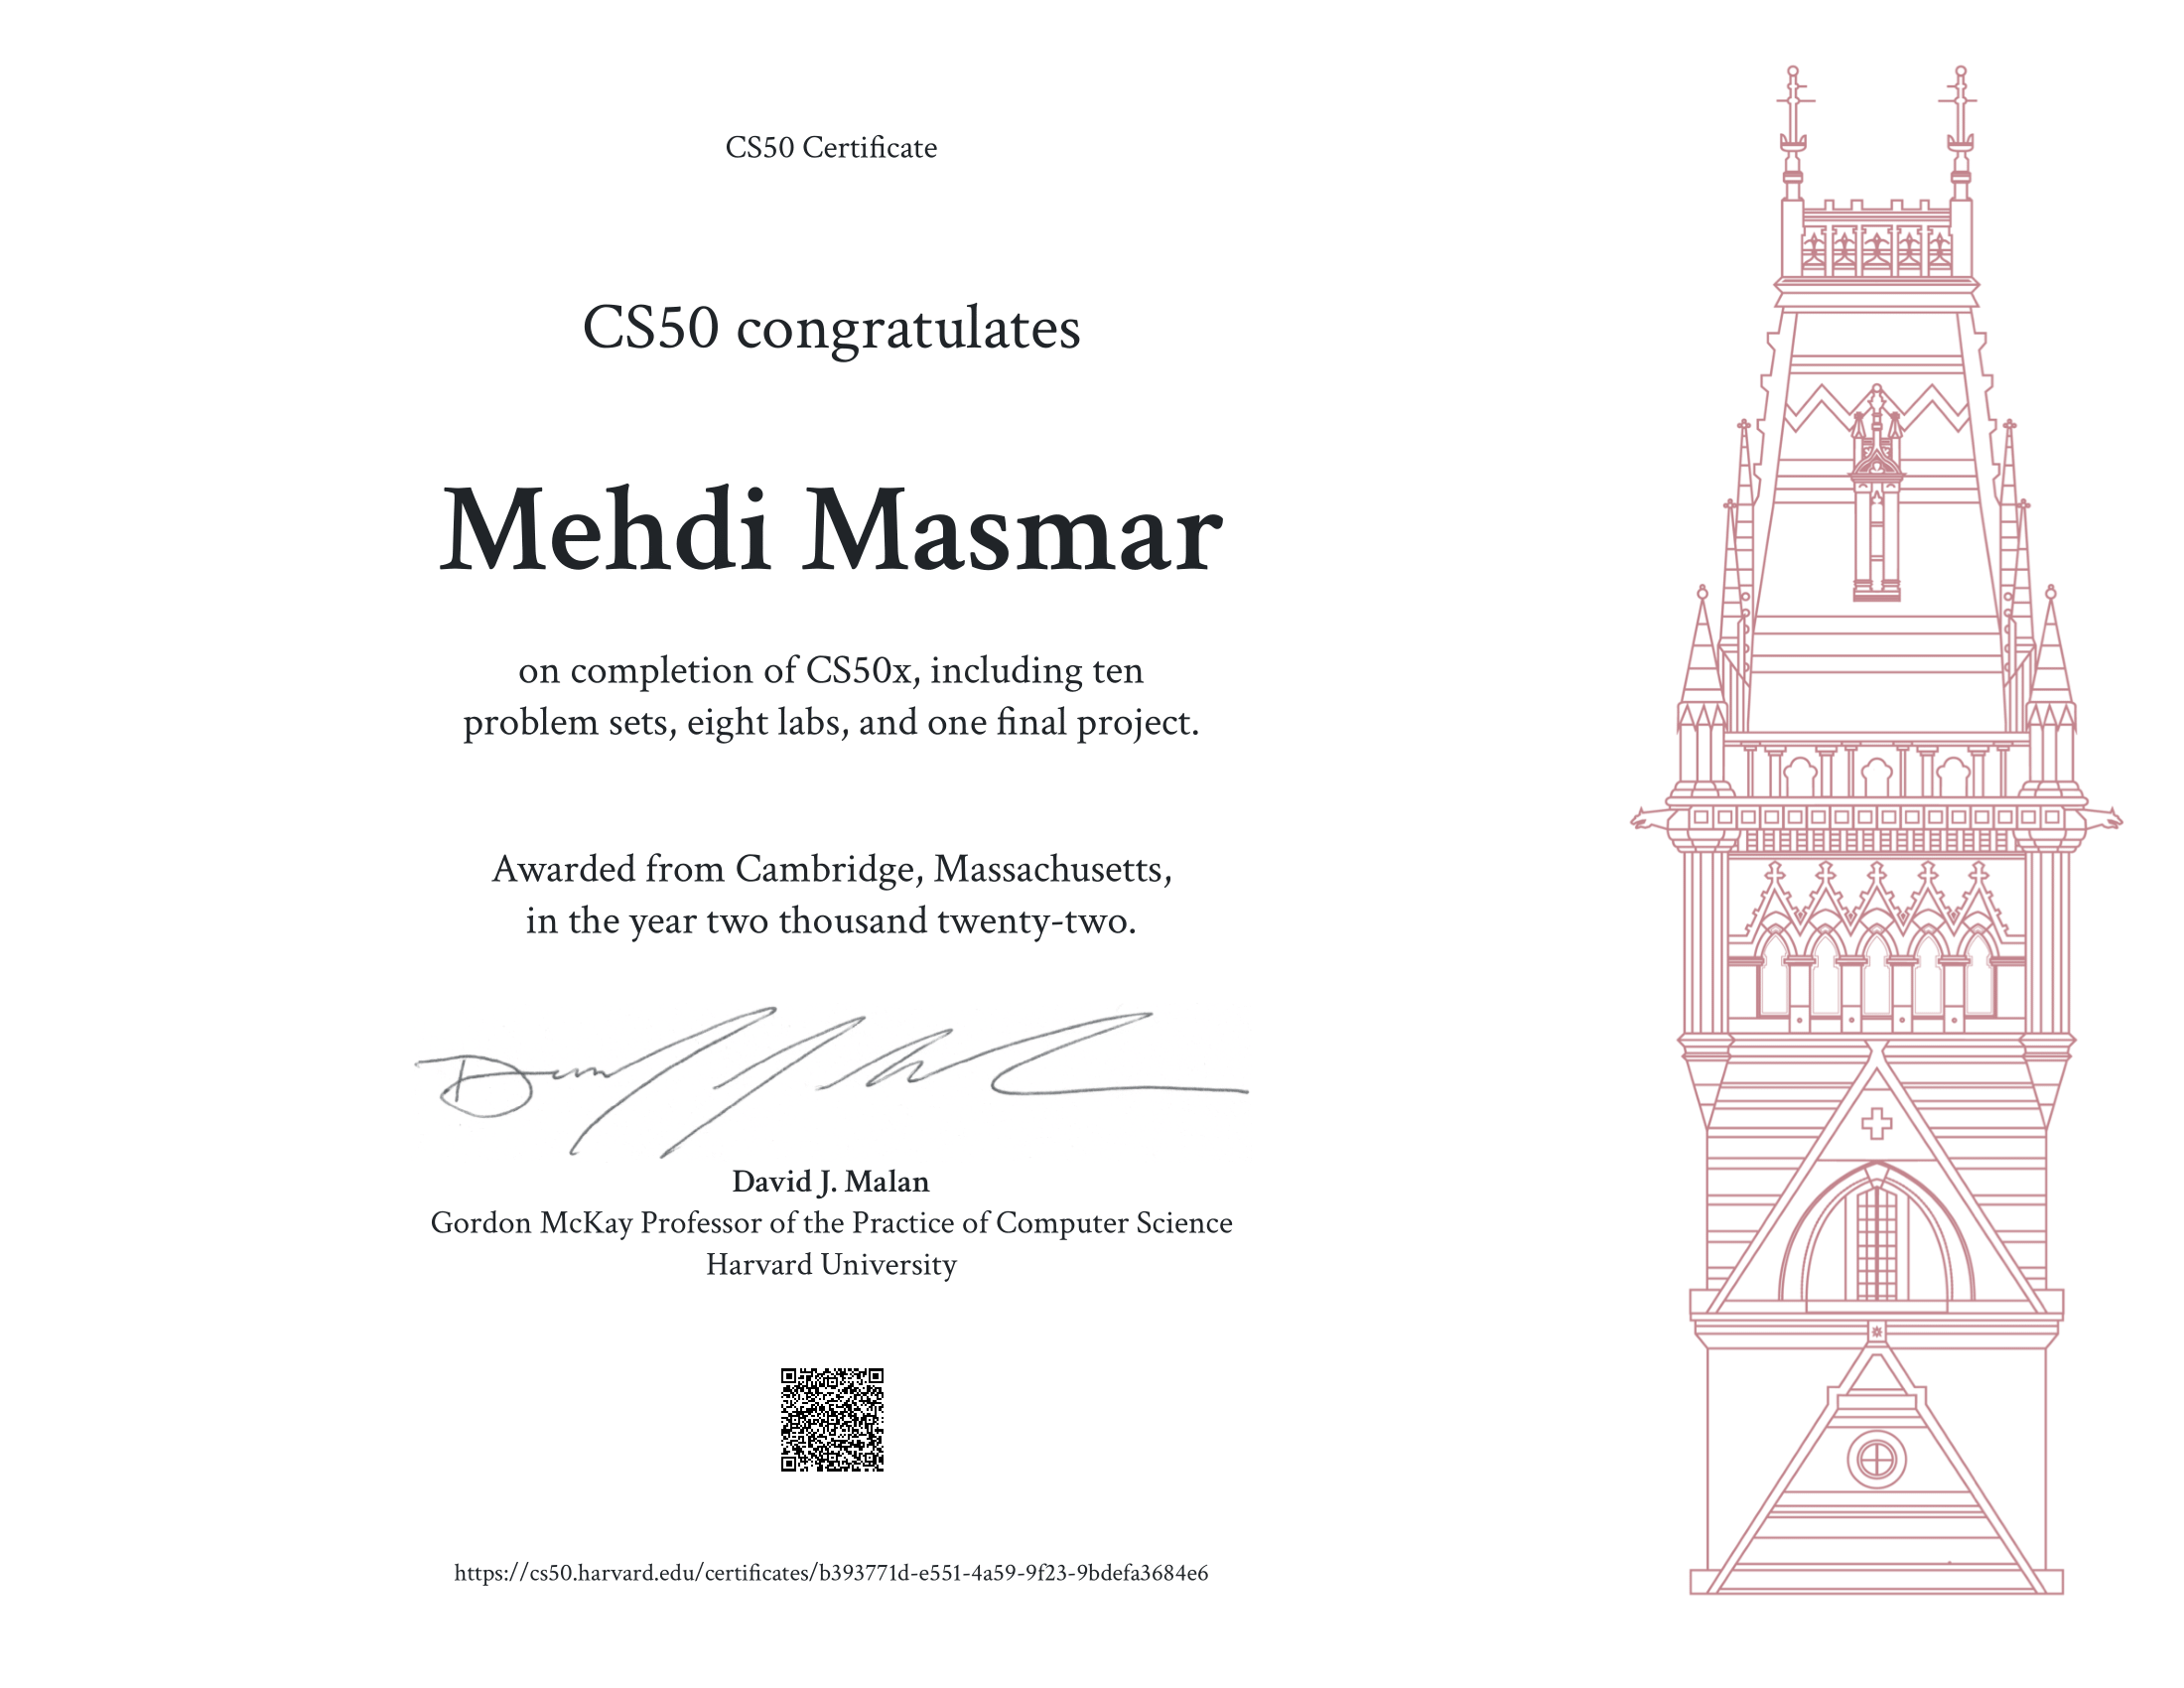 CS50 Certificate
CS50 congratulates
Mehdi Masmar
on completion of CS50x, including ten
problem sets, eight labs, and one final project.
Awarded from Cambridge, Massachusetts,
in the year two thousand twenty-two.
David J. Malan
Gordon McKay Professor of the Practice of Computer Science
Harvard University
https://cs50.harvard.edu/certificates/b393771d-e551-4a59-9f23-9bdefa3684e6